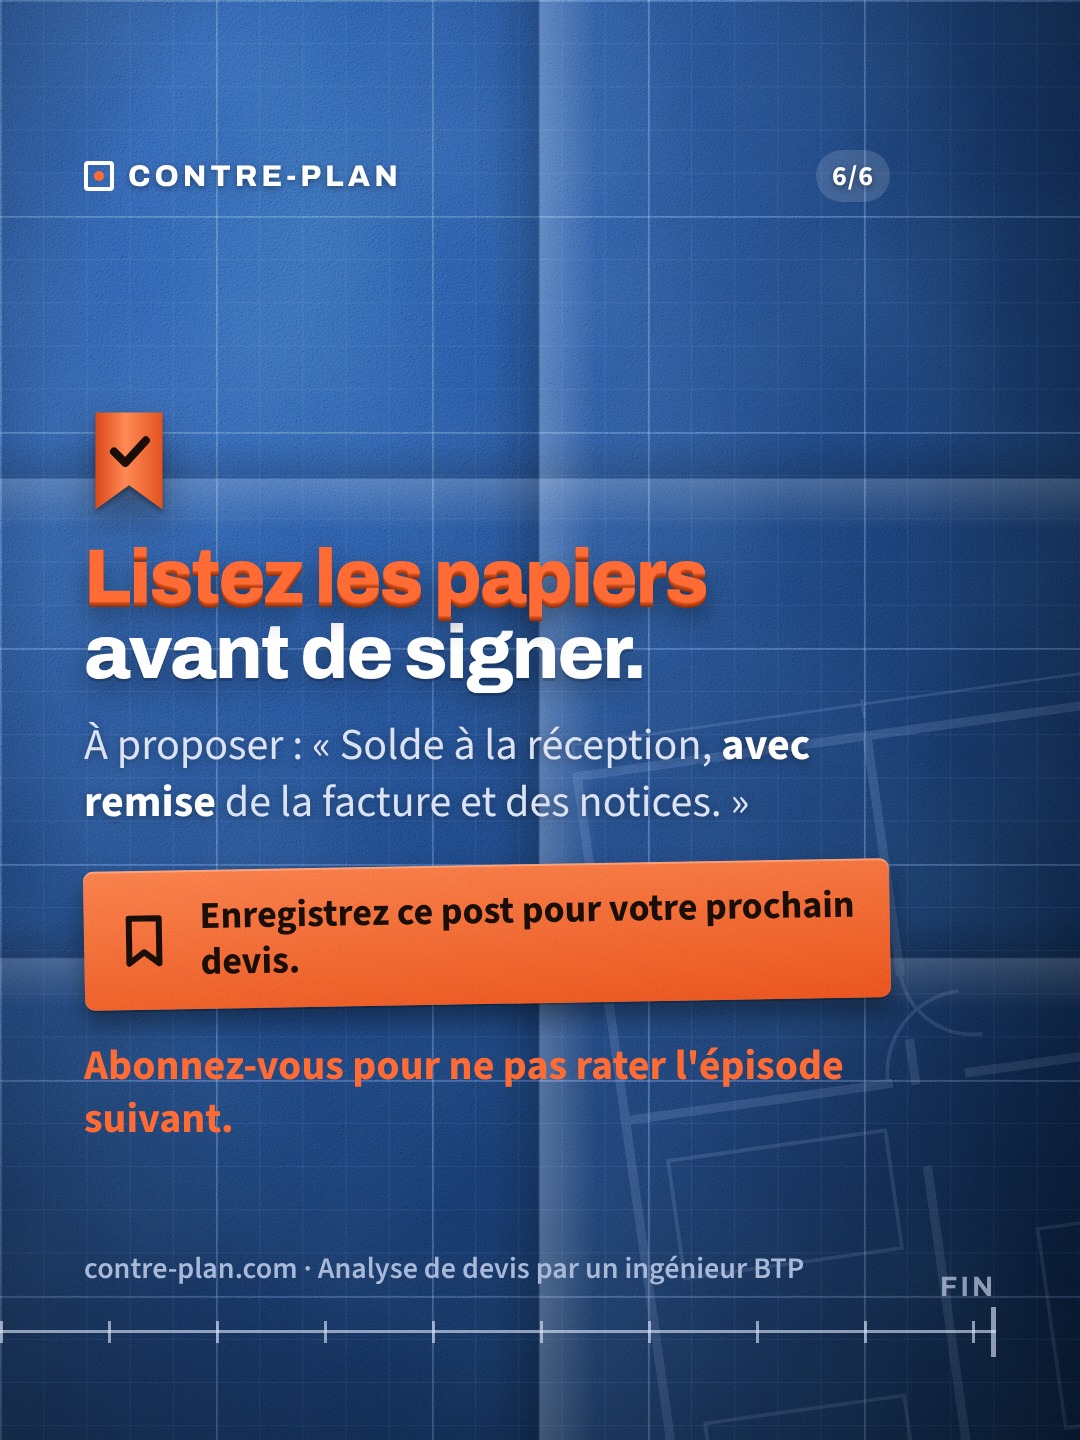 CONTRE-PLAN
6/6
Listez les papiers
avant de signer.
À proposer : « Solde à la réception, avec
remise de la facture et des notices. »
Enregistrez ce post pour votre prochain
devis.
Abonnez-vous pour ne pas rater l'épisode
suivant.
contre-plan.com · Analyse de devis par un ingénieur BTP
FIN